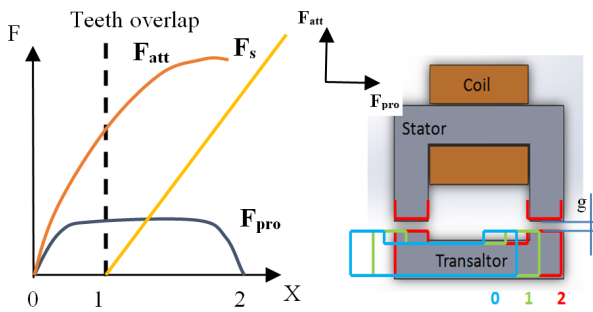 Teeth overlap
F
F_att
F_s
F_pro
0
1
2
X
F_att
F_pro
Coil
Stator
g
Transaltor
0 1 2